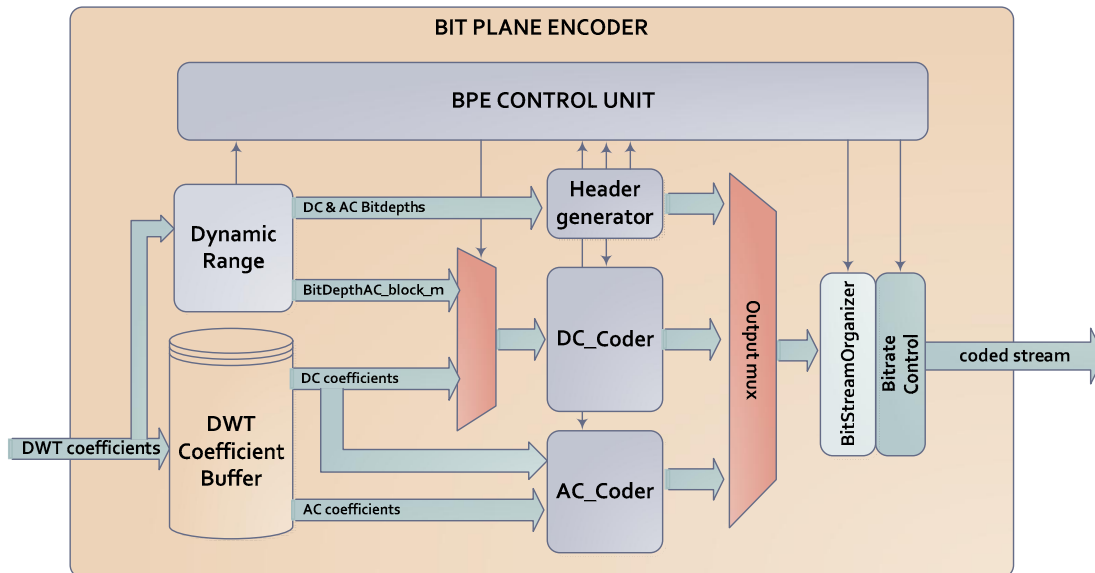 BIT PLANE ENCODER
BPE CONTROL UNIT
Dynamic
Range
DC & AC Bitdepths
BitDepthAC_block_m
Header
generator
DWT coefficients
DWT
Coefficient
Buffer
DC coefficients
AC coefficients
DC_Coder
AC_Coder
Output mux
BitStreamOrganizer
Bitrate
Control
coded stream